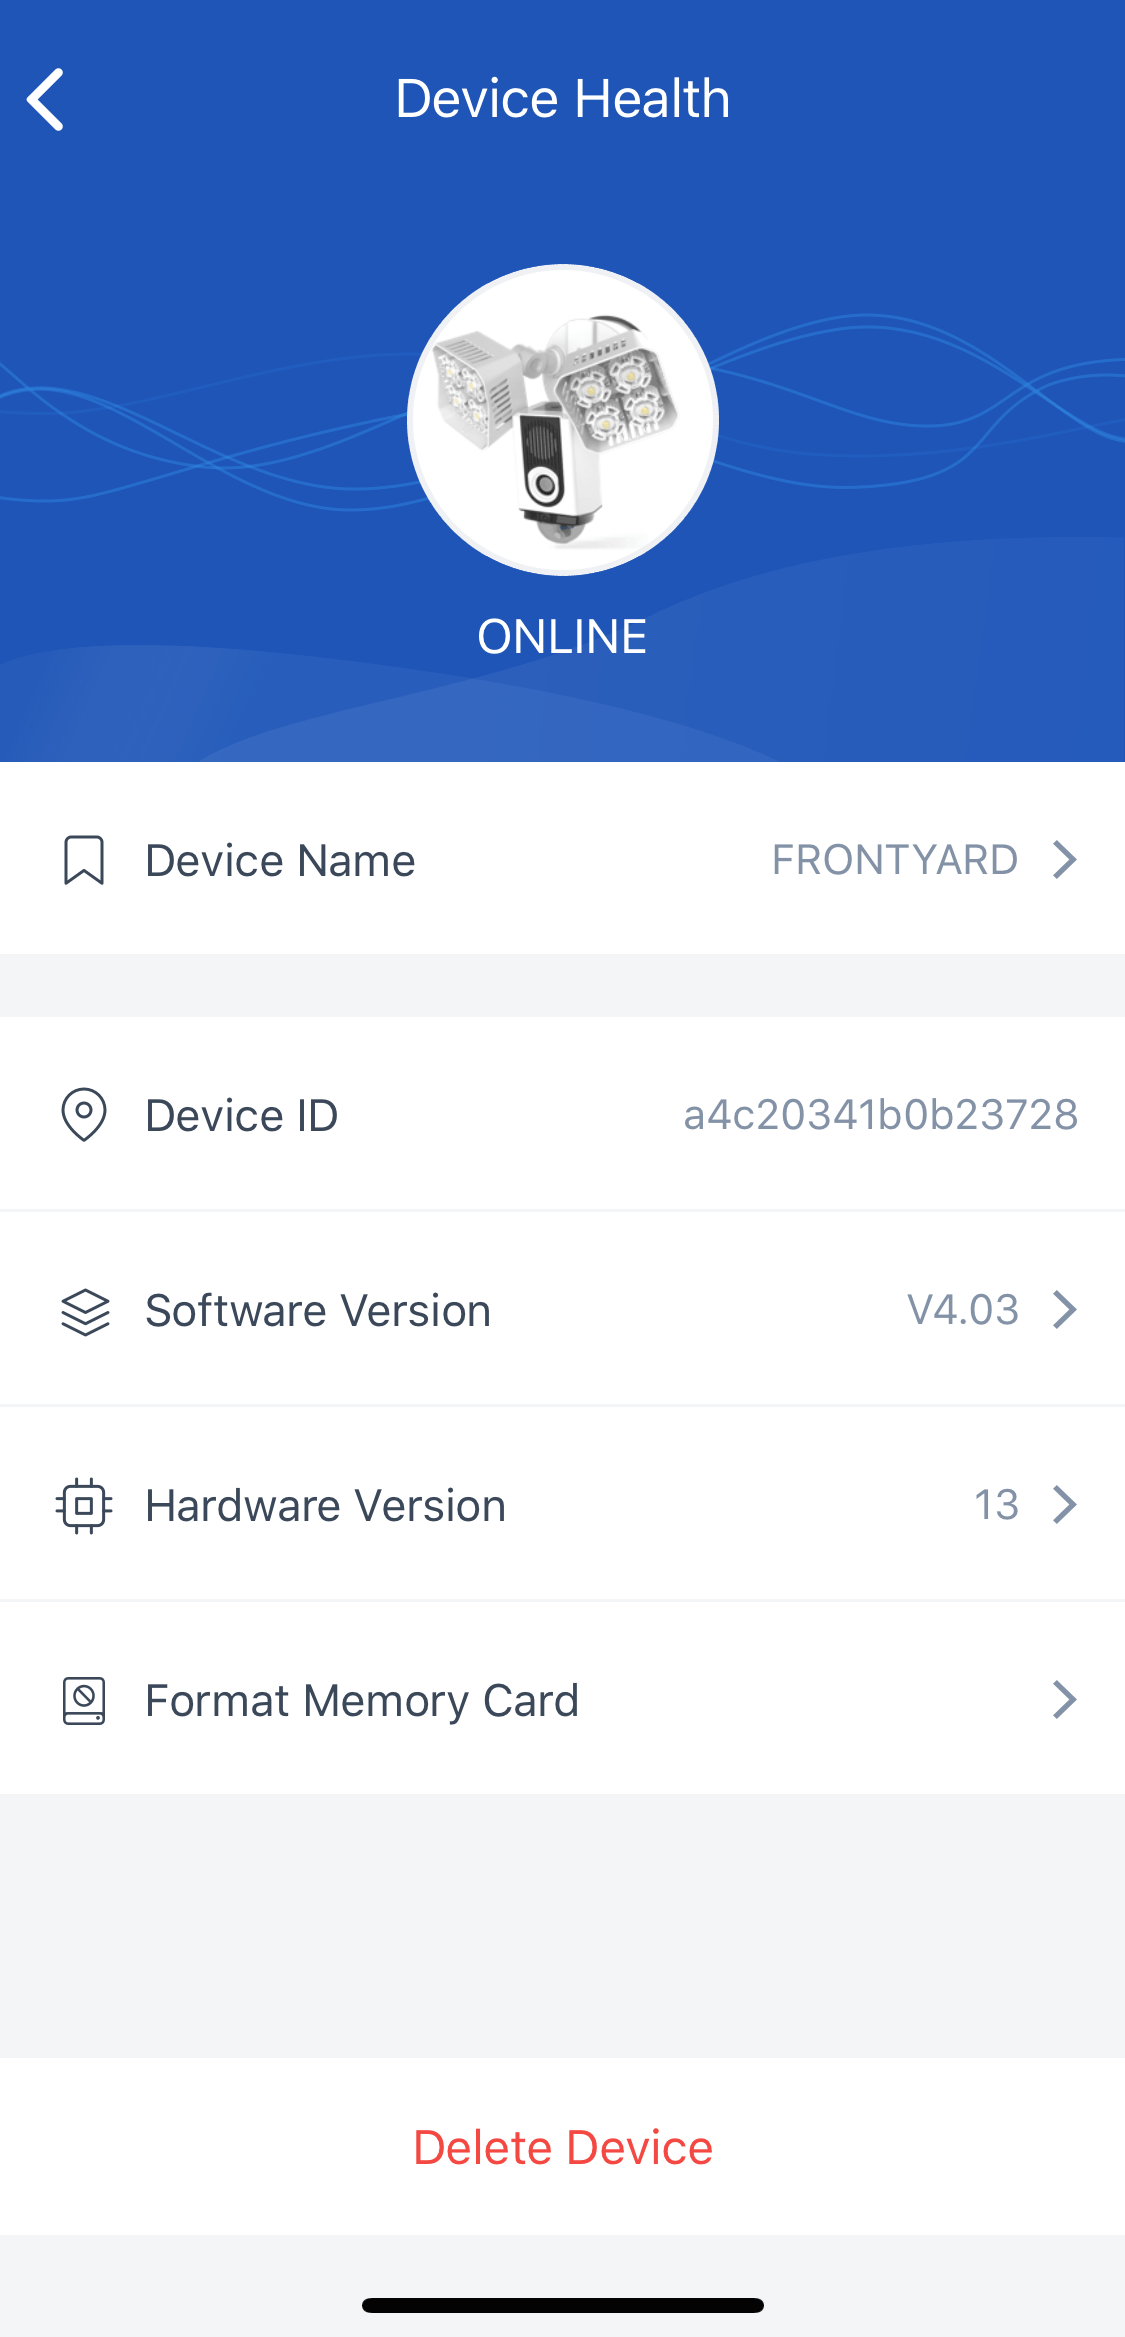 Device Health
ONLINE
Device Name FRONTYARD
Device ID a4c20341b0b23728
Software Version V4.03
Hardware Version 13
Format Memory Card
Delete Device